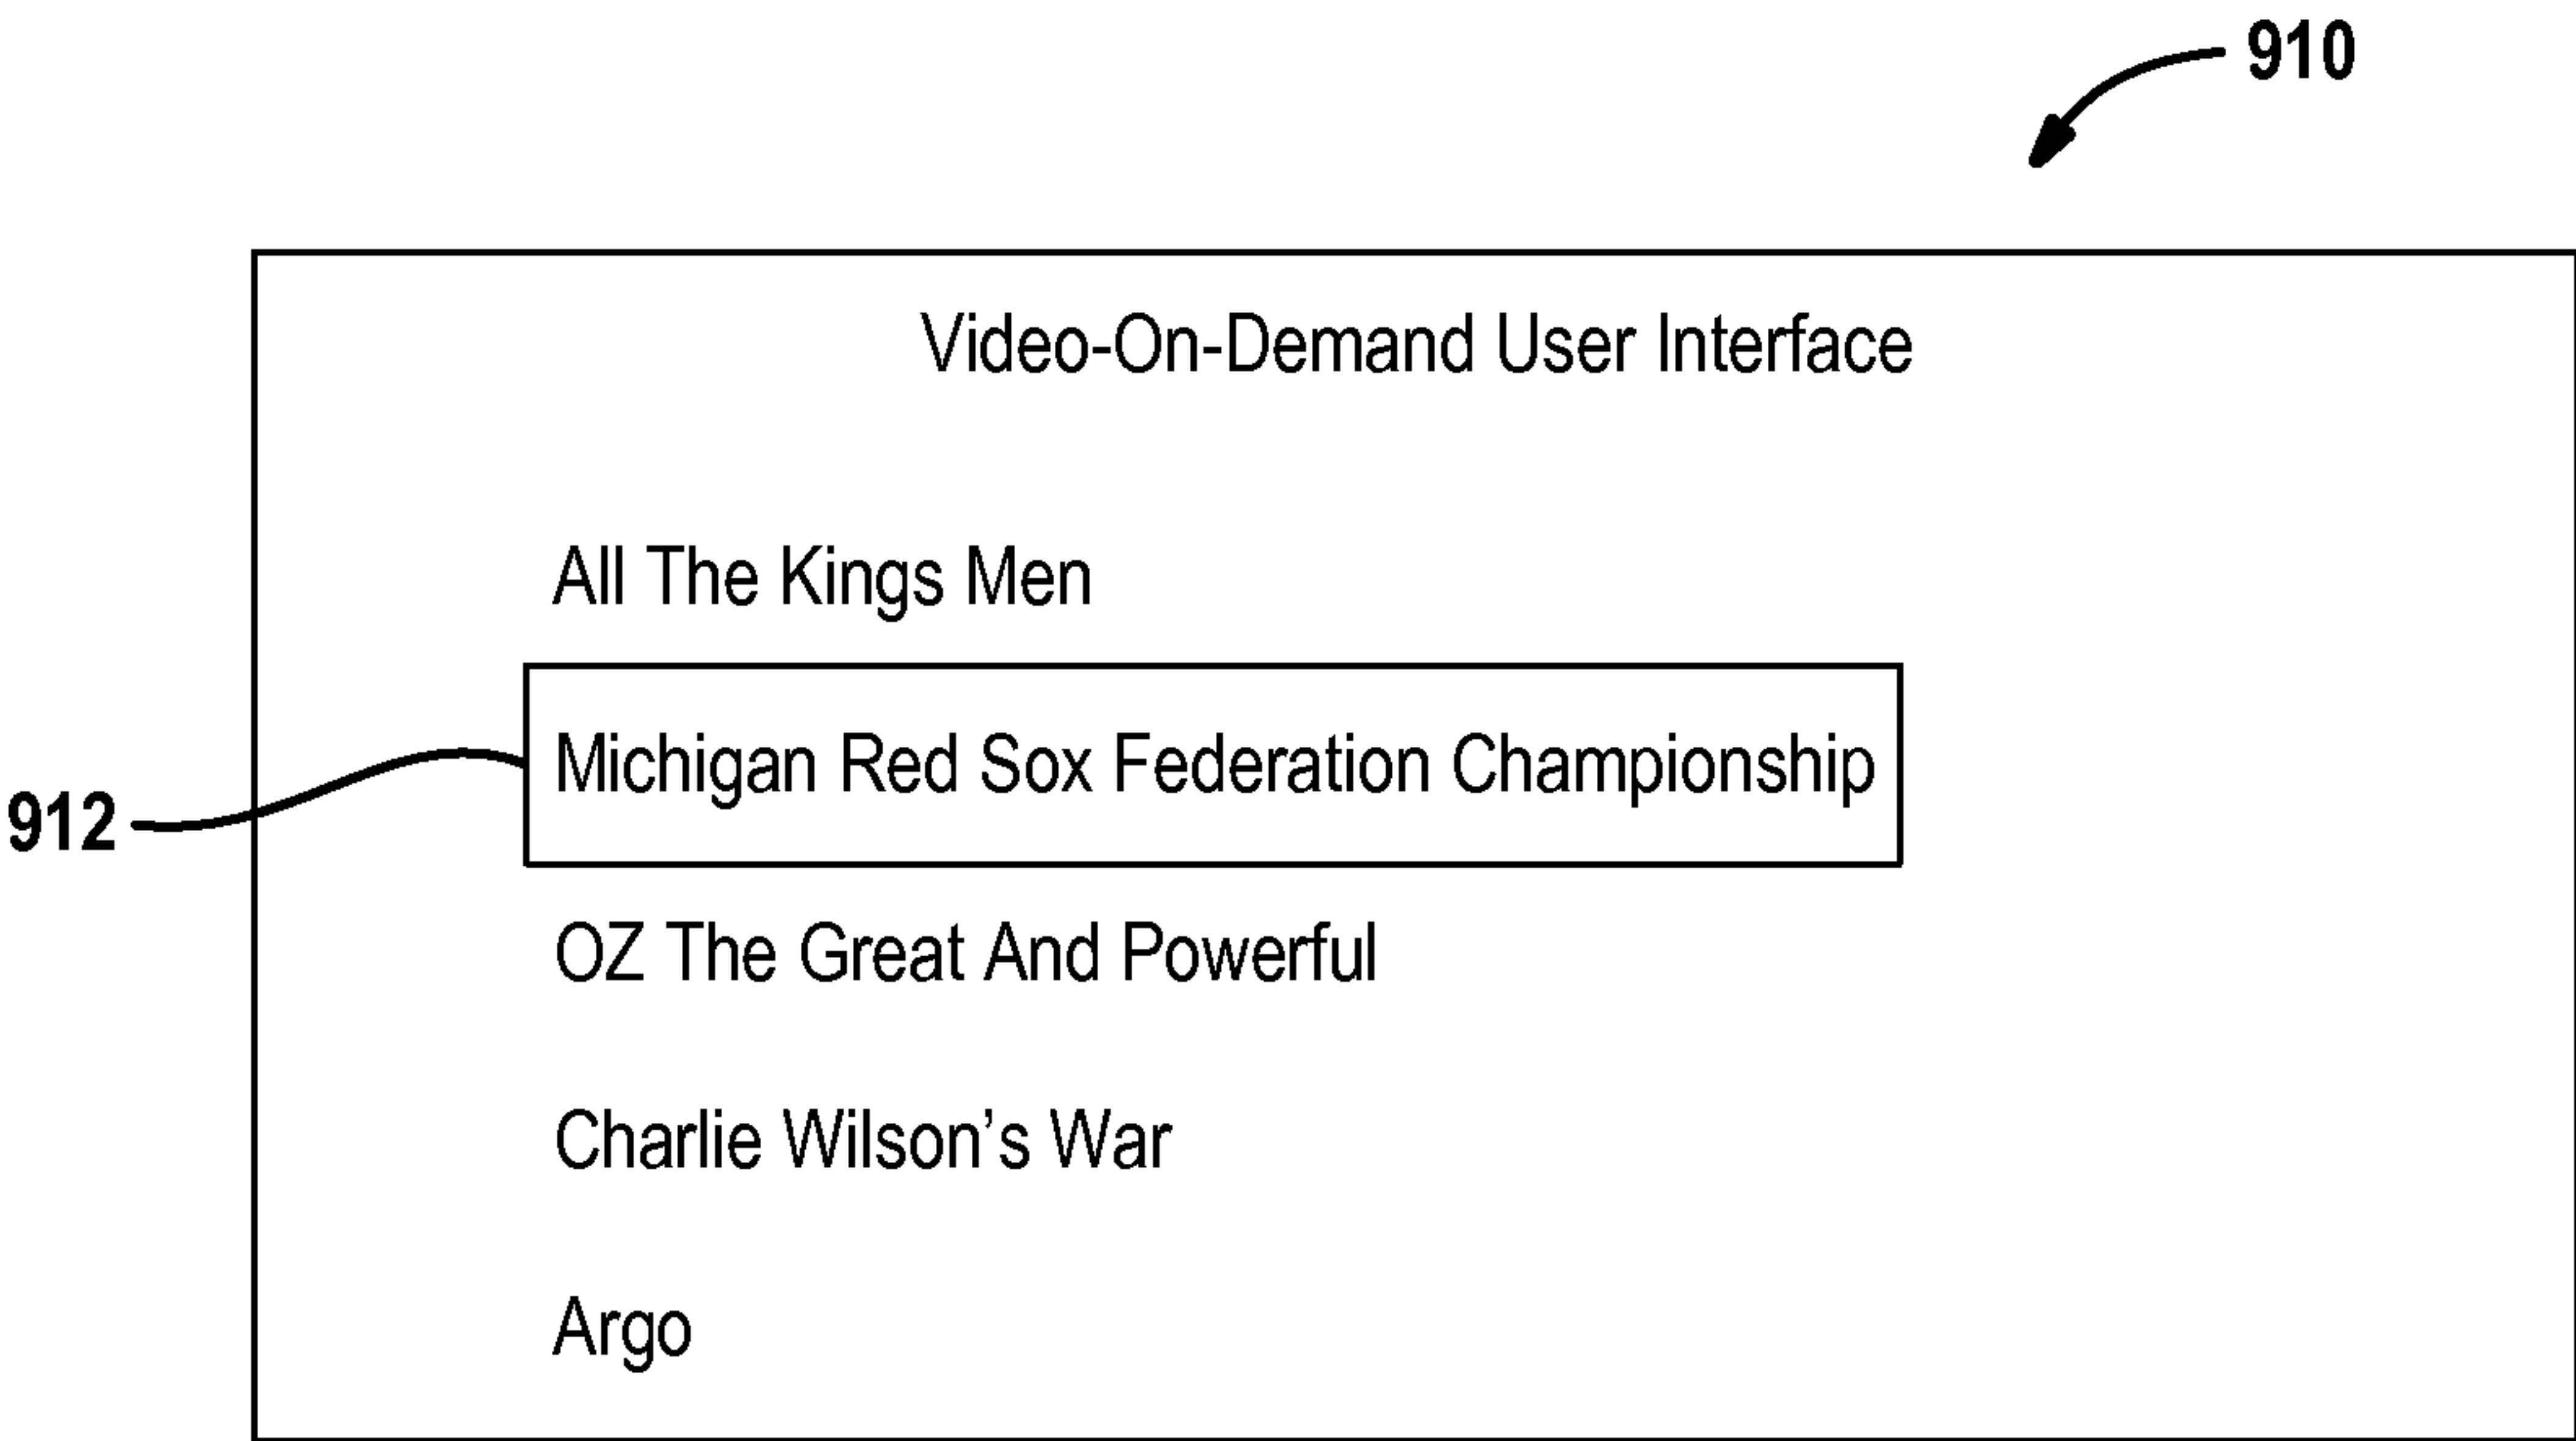 910
Video-On-Demand User Interface
All The Kings Men
Michigan Red Sox Federation Championship
912
OZ The Great And Powerful
Charlie Wilson’s War
Argo